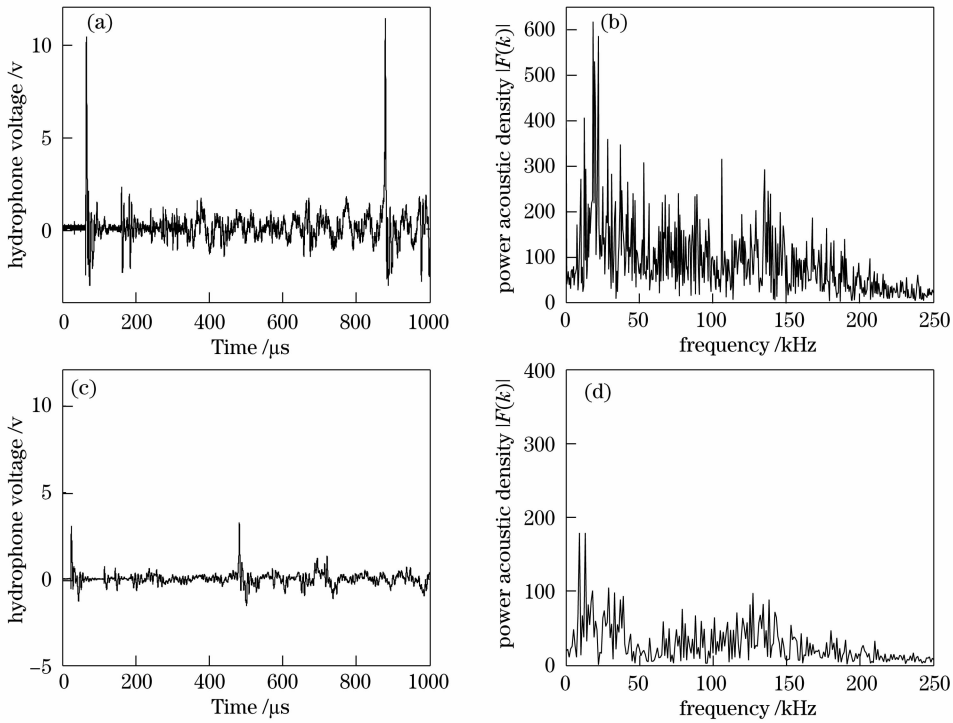 (a)
10
5
0
hydrophone voltage /v
0 200 400 600 800 1000
Time /μs
(b)
600
500
400
300
200
100
0
power acoustic density |F(k)|
0 50 100 150 200 250
frequency /kHz
(c)
10
5
0
−5
hydrophone voltage /v
0 200 400 600 800 1000
Time /μs
(d)
400
300
200
100
0
power acoustic density |F(k)|
0 50 100 150 200 250
frequency /kHz